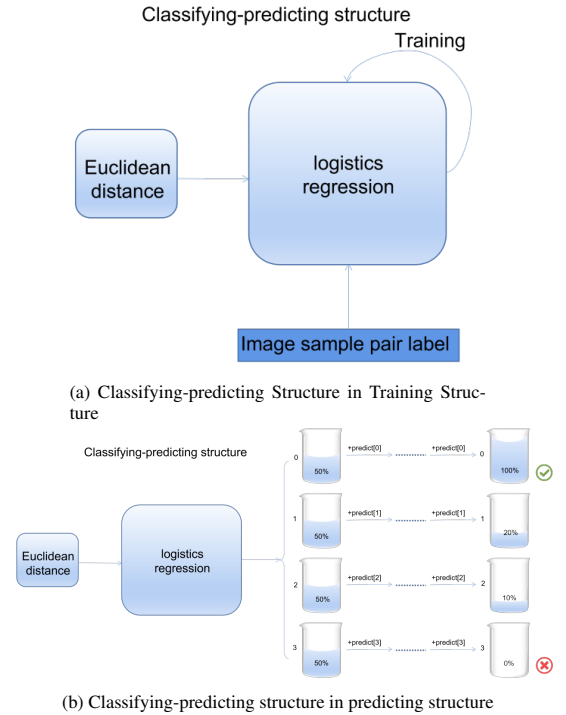 Classifying-predicting structure
Training
Euclidean
distance
logistics
regression
Image sample pair label
(a) Classifying-predicting Structure in Training Struc-
ture
Classifying-predicting structure
0 50% +predict[0] +predict[0] 0 100%
1 50% +predict[1] +predict[1] 1 20%
Euclidean
distance
logistics
regression
2 50% +predict[2] +predict[2] 2 10%
3 50% +predict[3] +predict[3] 3 0%
(b) Classifying-predicting structure in predicting structure